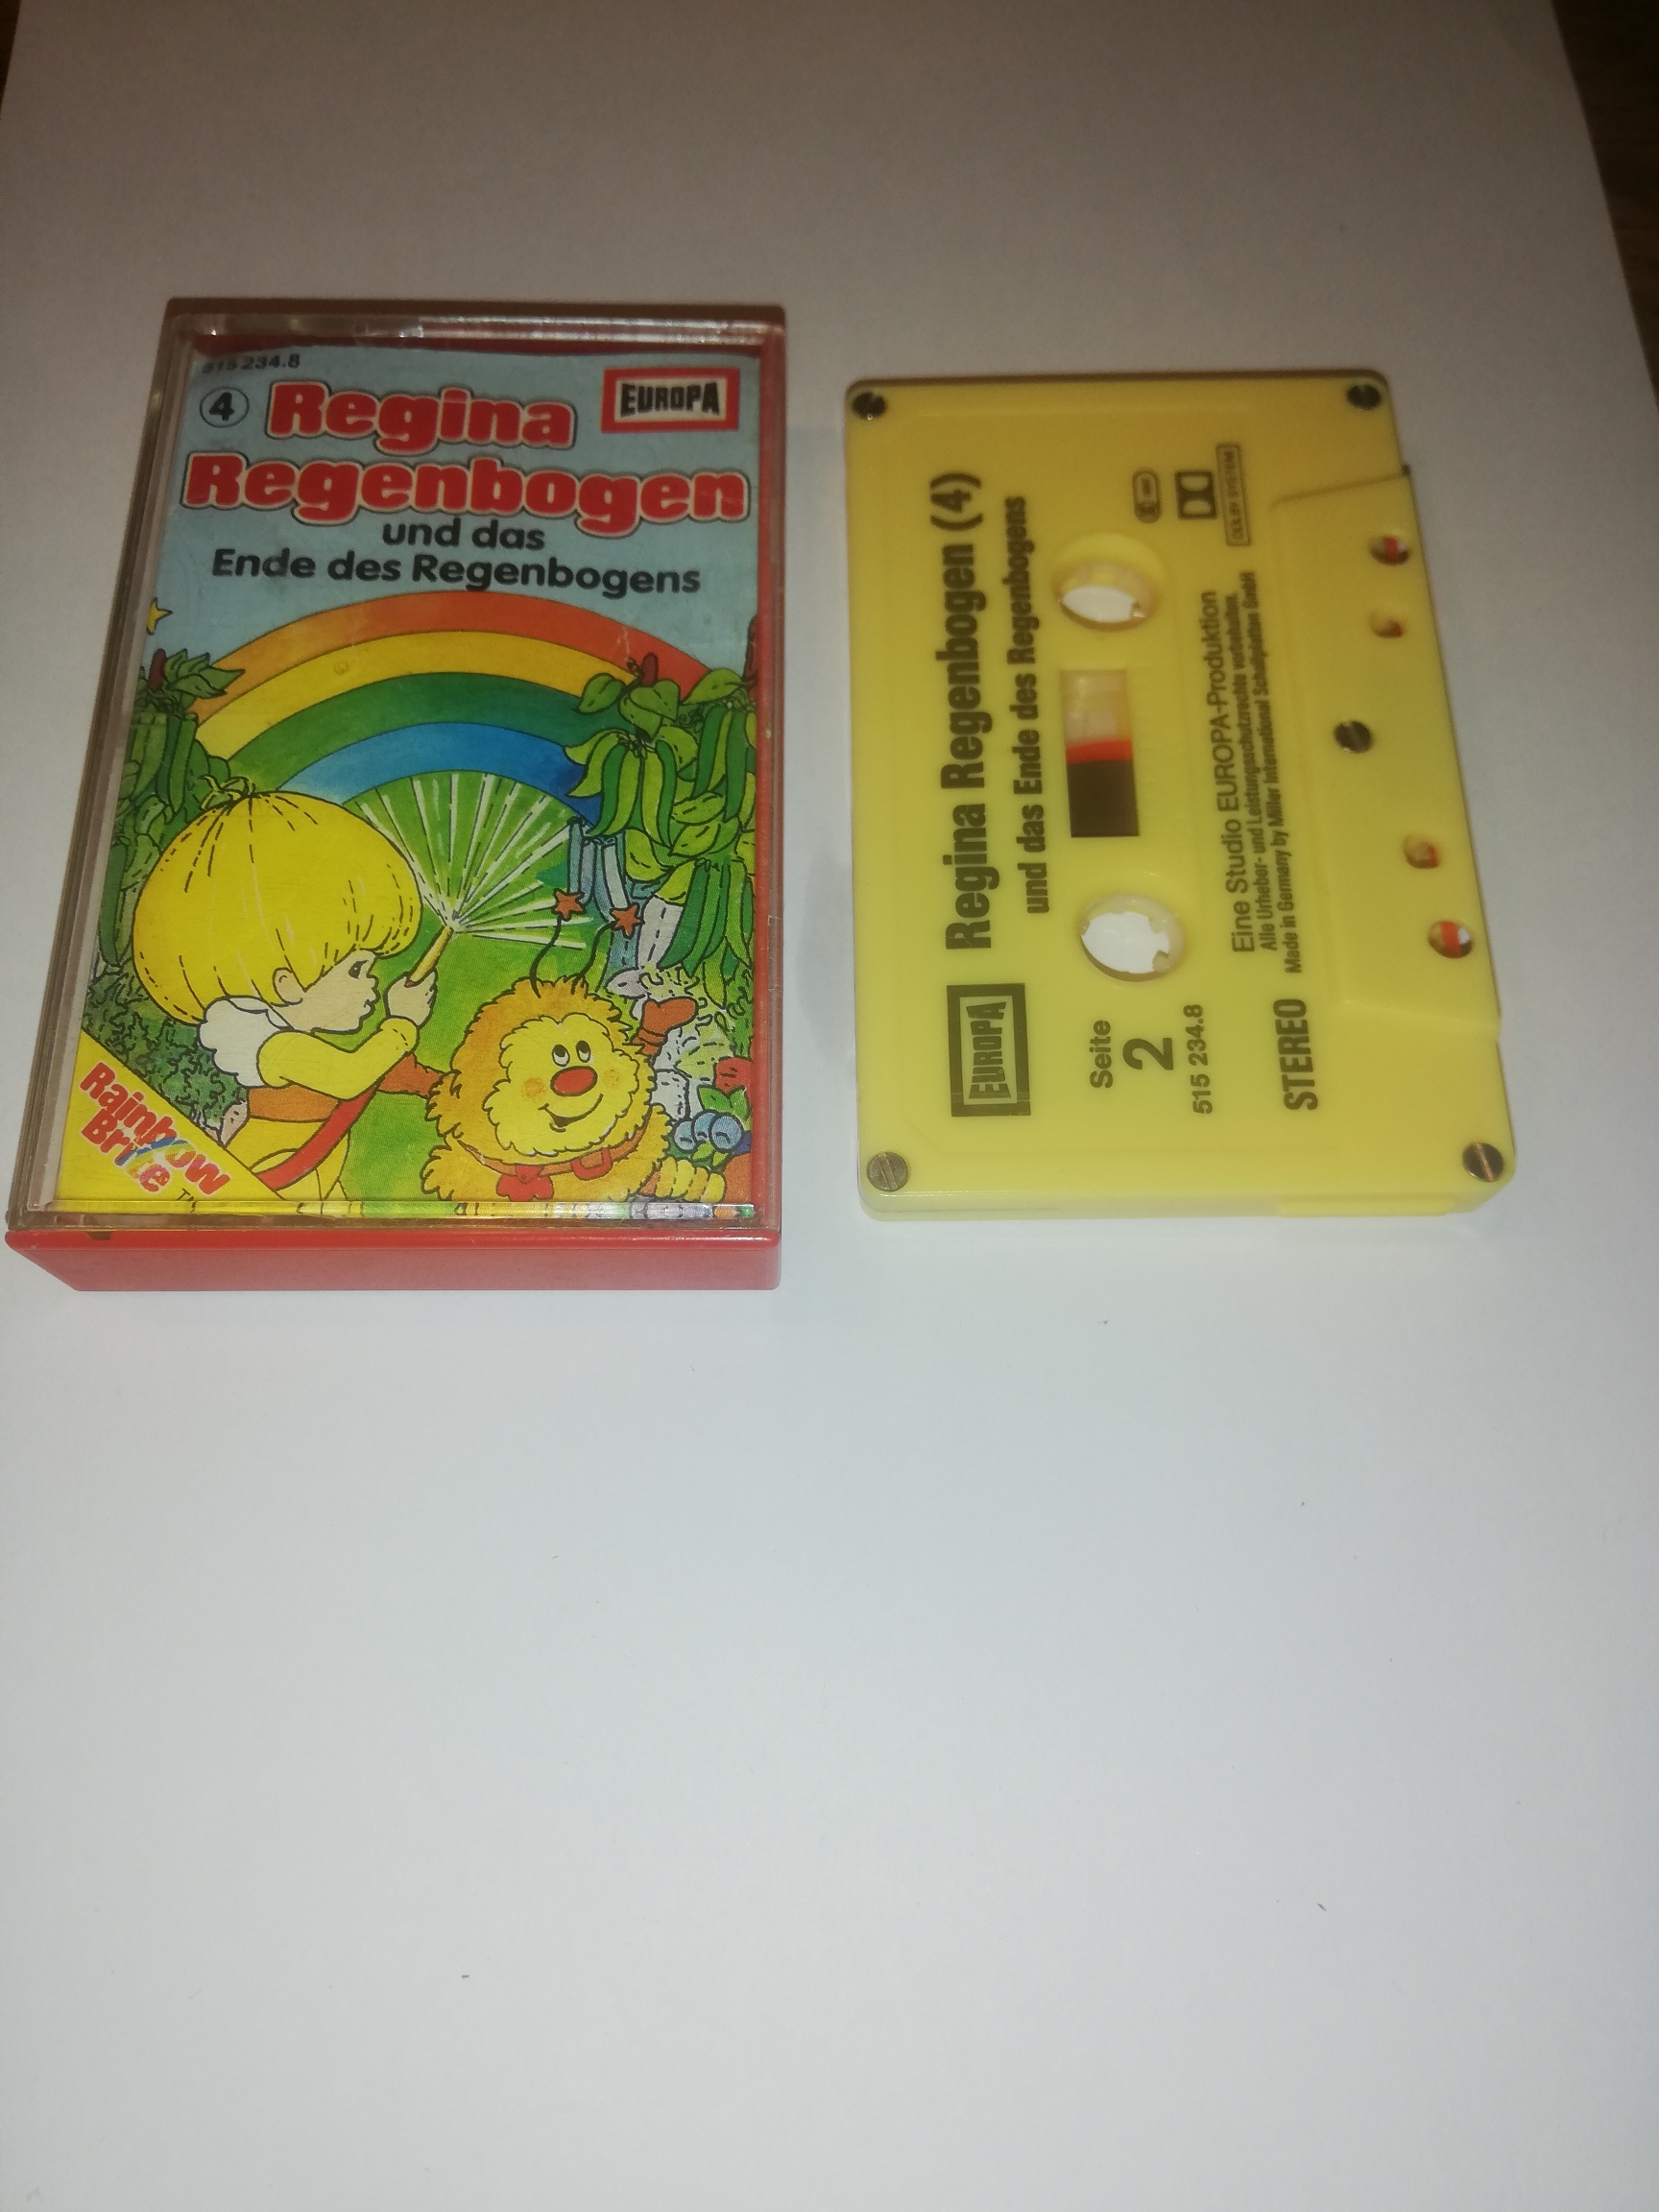 515 234.8
4
Regina
EUROPA
Regenbogen
und das
Ende des Regenbogens
Rainbow
Brite™
EUROPA
Regina Regenbogen (4)
und das Ende des Regenbogens
Seite
2
515 234.8
DOLBY SYSTEM
Eine Studio EUROPA-Produktion
Alle Urheber- und Leistungsschutzrechte vorbehalten.
Made in Germany by Miller International Schallplatten GmbH
STEREO